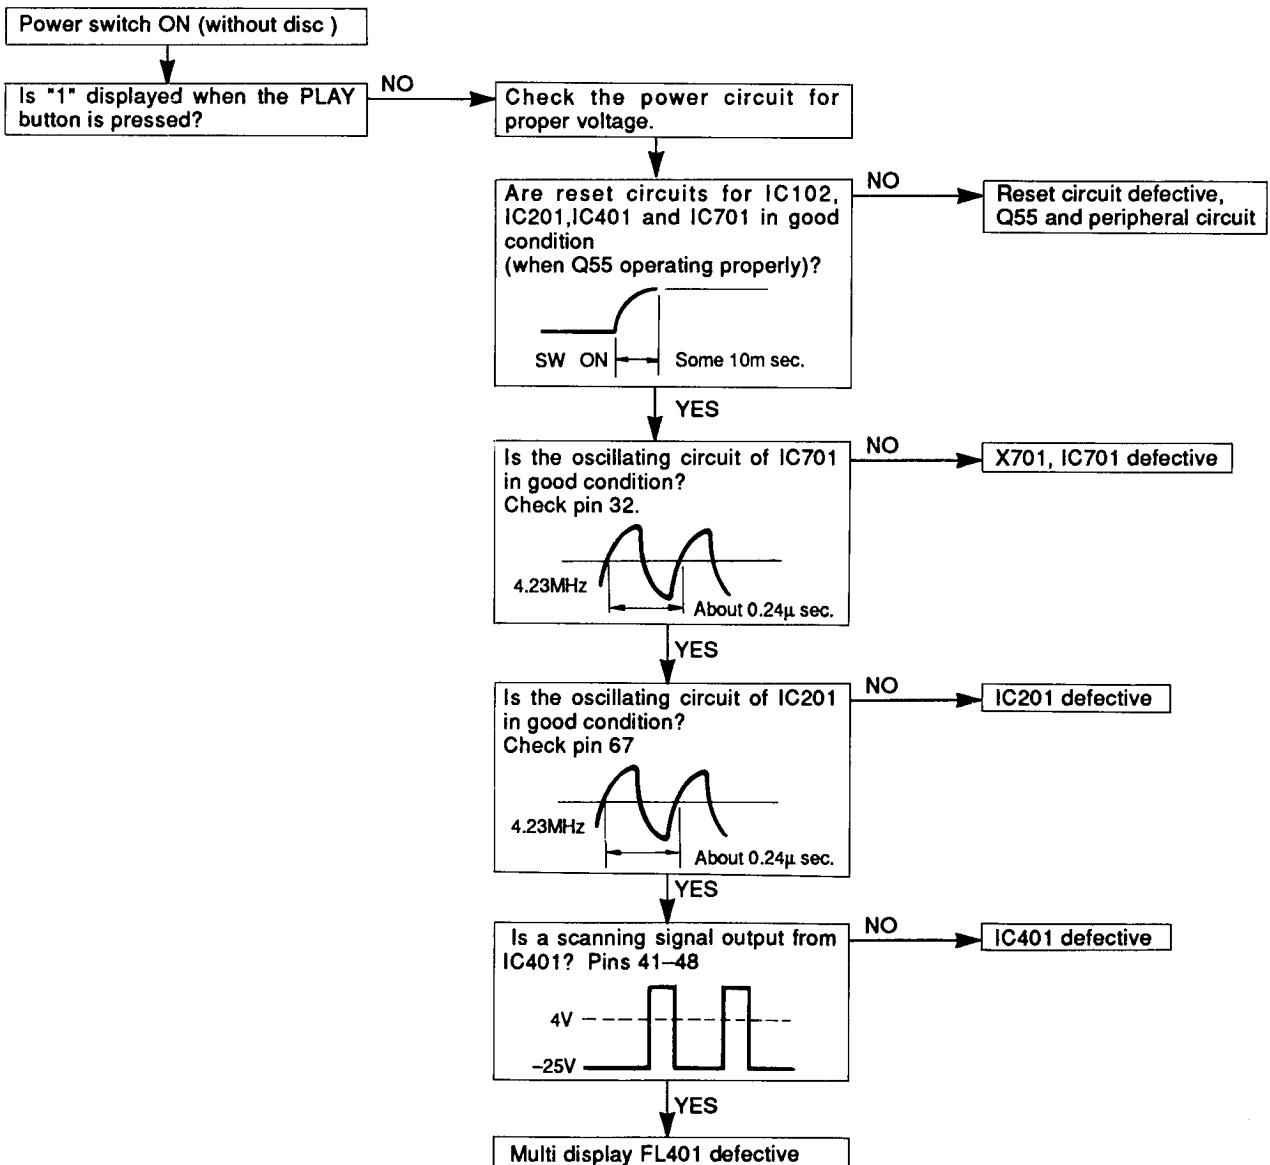 Power switch ON (without disc )
Is "1" displayed when the PLAY
button is pressed?
NO
Check the power circuit for
proper voltage.
Are reset circuits for IC102,
IC201,IC401 and IC701 in good
condition
(when Q55 operating properly)?
SW ON
Some 10m sec.
NO
Reset circuit defective,
Q55 and peripheral circuit
YES
Is the oscillating circuit of IC701
in good condition?
Check pin 32.
4.23MHz
About 0.24µ sec.
NO
X701, IC701 defective
YES
Is the oscillating circuit of IC201
in good condition?
Check pin 67
4.23MHz
About 0.24µ sec.
NO
IC201 defective
YES
Is a scanning signal output from
IC401? Pins 41–48
4V
–25V
NO
IC401 defective
YES
Multi display FL401 defective